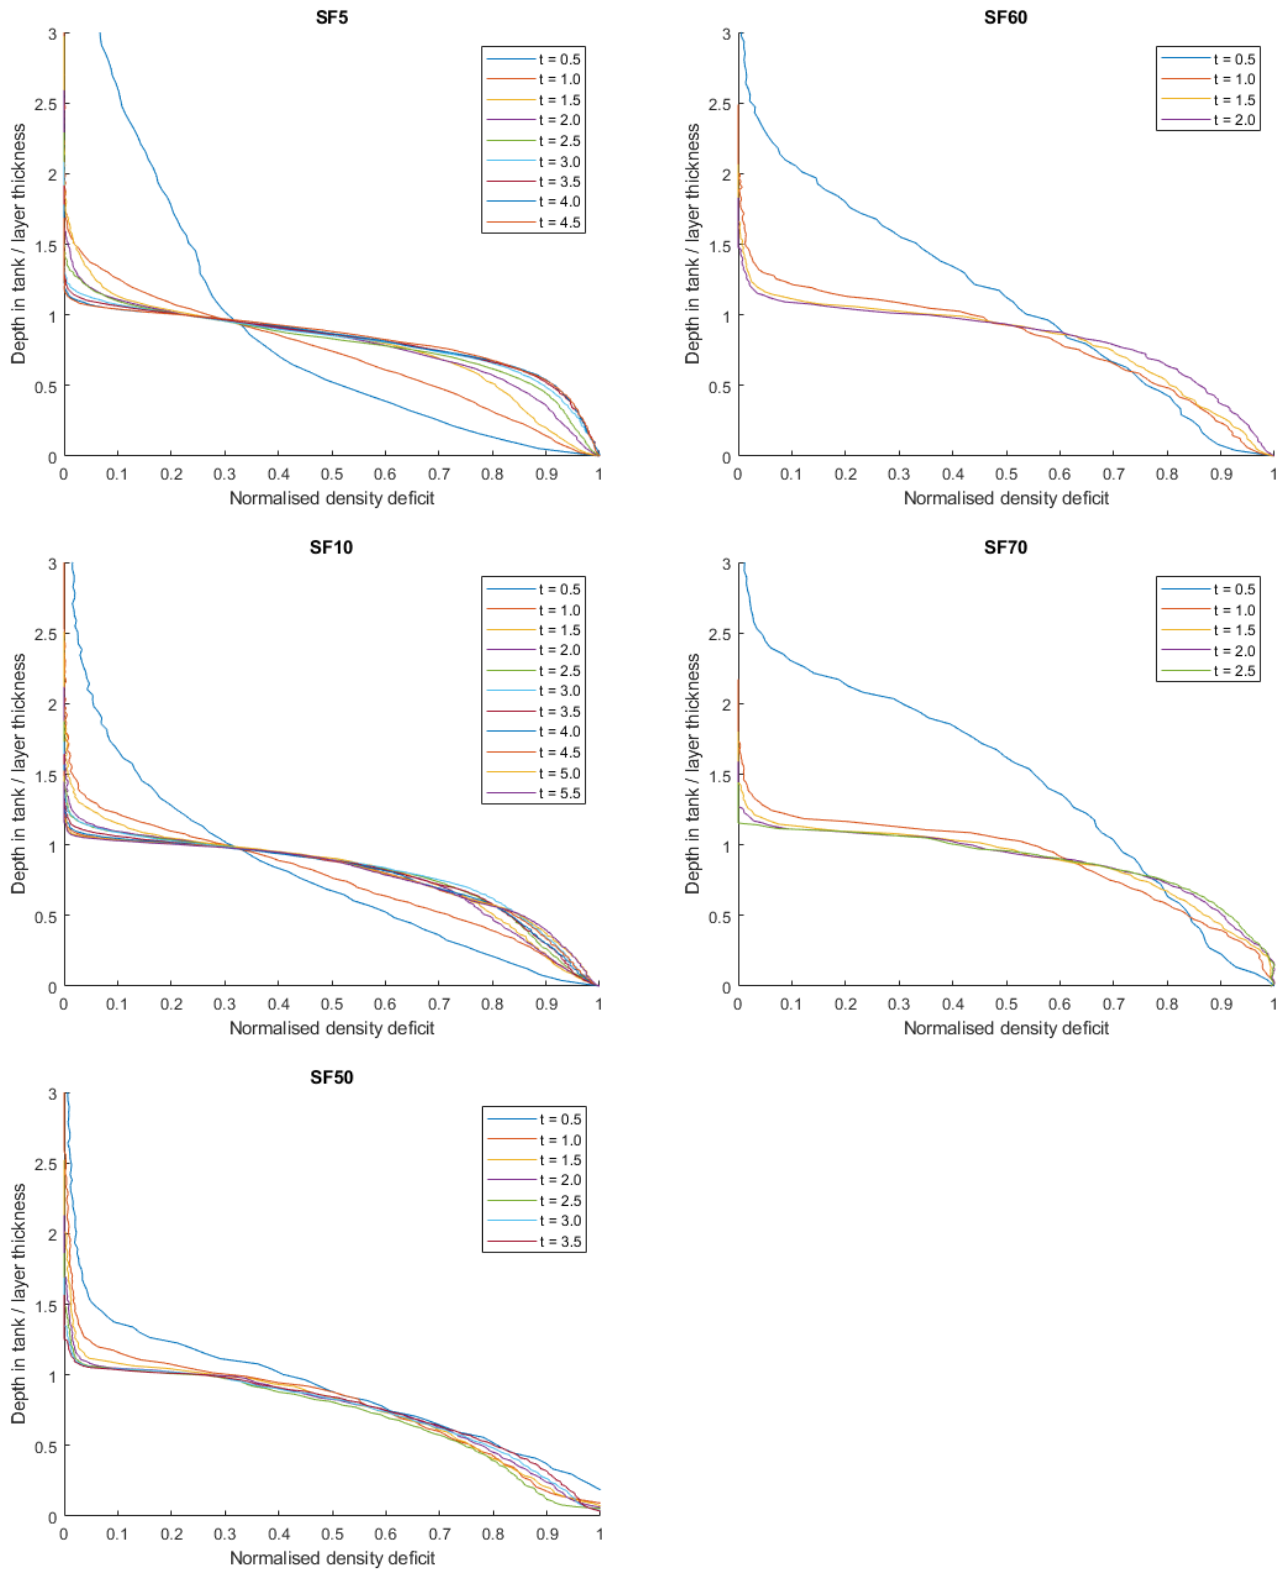 SF5
3
2.5
2
1.5
1
0.5
0
0 0.1 0.2 0.3 0.4 0.5 0.6 0.7 0.8 0.9 1
Depth in tank / layer thickness
Normalised density deficit
t = 0.5
t = 1.0
t = 1.5
t = 2.0
t = 2.5
t = 3.0
t = 3.5
t = 4.0
t = 4.5
SF60
3
2.5
2
1.5
1
0.5
0
0 0.1 0.2 0.3 0.4 0.5 0.6 0.7 0.8 0.9 1
Depth in tank / layer thickness
Normalised density deficit
t = 0.5
t = 1.0
t = 1.5
t = 2.0
SF10
3
2.5
2
1.5
1
0.5
0
0 0.1 0.2 0.3 0.4 0.5 0.6 0.7 0.8 0.9 1
Depth in tank / layer thickness
Normalised density deficit
t = 0.5
t = 1.0
t = 1.5
t = 2.0
t = 2.5
t = 3.0
t = 3.5
t = 4.0
t = 4.5
t = 5.0
t = 5.5
SF70
3
2.5
2
1.5
1
0.5
0
0 0.1 0.2 0.3 0.4 0.5 0.6 0.7 0.8 0.9 1
Depth in tank / layer thickness
Normalised density deficit
t = 0.5
t = 1.0
t = 1.5
t = 2.0
t = 2.5
SF50
3
2.5
2
1.5
1
0.5
0
0 0.1 0.2 0.3 0.4 0.5 0.6 0.7 0.8 0.9 1
Depth in tank / layer thickness
Normalised density deficit
t = 0.5
t = 1.0
t = 1.5
t = 2.0
t = 2.5
t = 3.0
t = 3.5